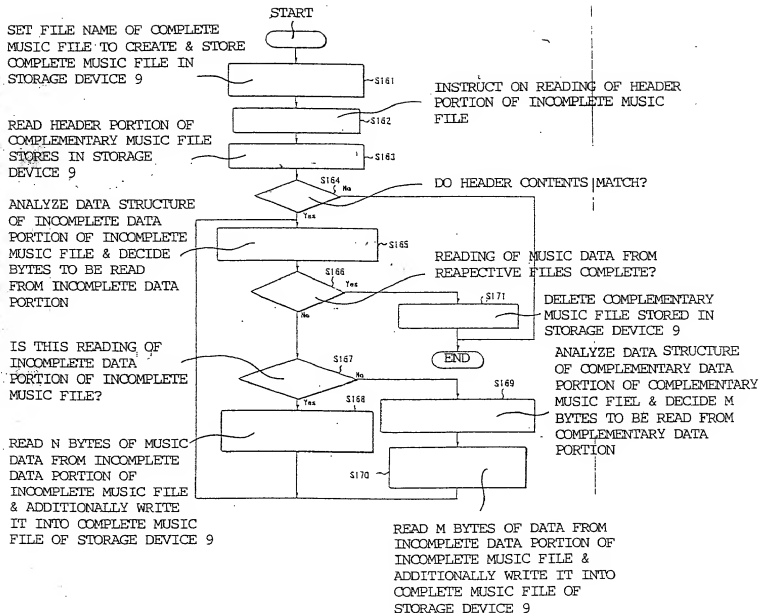 START
SET FILE NAME OF COMPLETE
MUSIC FILE TO CREATE & STORE
COMPLETE MUSIC FILE IN
STORAGE DEVICE 9
S161
INSTRUCT ON READING OF HEADER
PORTION OF INCOMPLETE MUSIC
FILE
S162
READ HEADER PORTION OF
COMPLEMENTARY MUSIC FILE
STORES IN STORAGE
DEVICE 9
S163
S164
No
DO HEADER CONTENTS MATCH?
Yes
ANALYZE DATA STRUCTURE
OF INCOMPLETE DATA
PORTION OF INCOMPLETE
MUSIC FILE & DECIDE
BYTES TO BE READ
FROM INCOMPLETE DATA
PORTION
S165
READING OF MUSIC DATA FROM
REAPECTIVE FILES COMPLETE?
S166
Yes
No
S171
DELETE COMPLEMENTARY
MUSIC FILE STORED IN
STORAGE DEVICE 9
END
IS THIS READING OF
INCOMPLETE DATA
PORTION OF INCOMPLETE
MUSIC FILE?
S167
No
Yes
S168
S169
ANALYZE DATA STRUCTURE
OF COMPLEMENTARY DATA
PORTION OF COMPLEMENTARY
MUSIC FIEL & DECIDE M
BYTES TO BE READ FROM
COMPLEMENTARY DATA
PORTION
READ N BYTES OF MUSIC
DATA FROM INCOMPLETE
DATA PORTION OF
INCOMPLETE MUSIC FILE
& ADDITIONALLY WRITE
IT INTO COMPLETE MUSIC
FILE OF STORAGE DEVICE 9
S170
READ M BYTES OF DATA FROM
INCOMPLETE DATA PORTION OF
INCOMPLETE MUSIC FILE &
ADDITIONALLY WRITE IT INTO
COMPLETE MUSIC FILE OF
STORAGE DEVICE 9